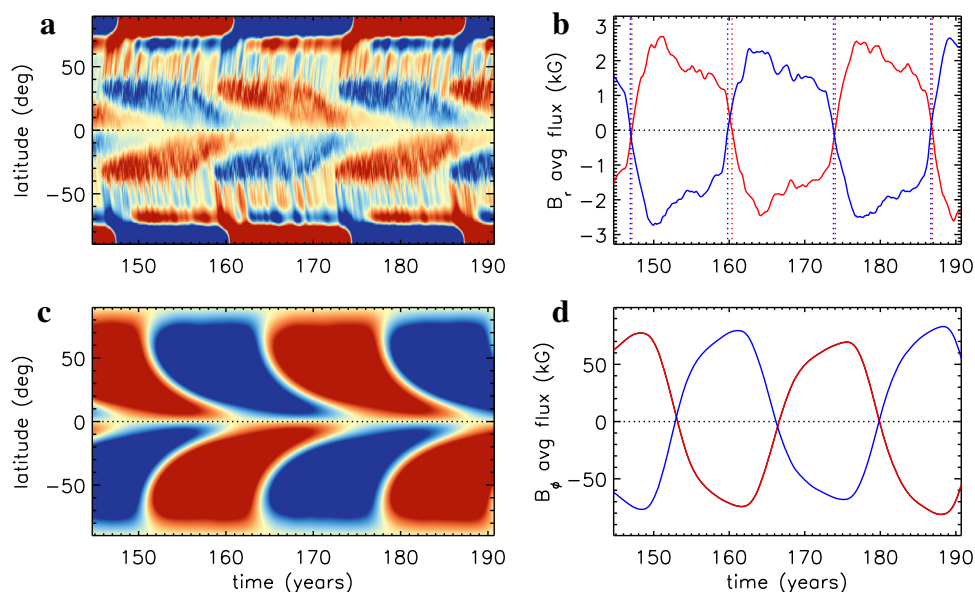 a
latitude (deg)
50
0
−50
150 160 170 180 190
b
B_r avg flux (kG)
3
2
1
0
−1
−2
−3
150 160 170 180 190
c
latitude (deg)
50
0
−50
150 160 170 180 190
time (years)
d
B_ϕ avg flux (kG)
50
0
−50
150 160 170 180 190
time (years)